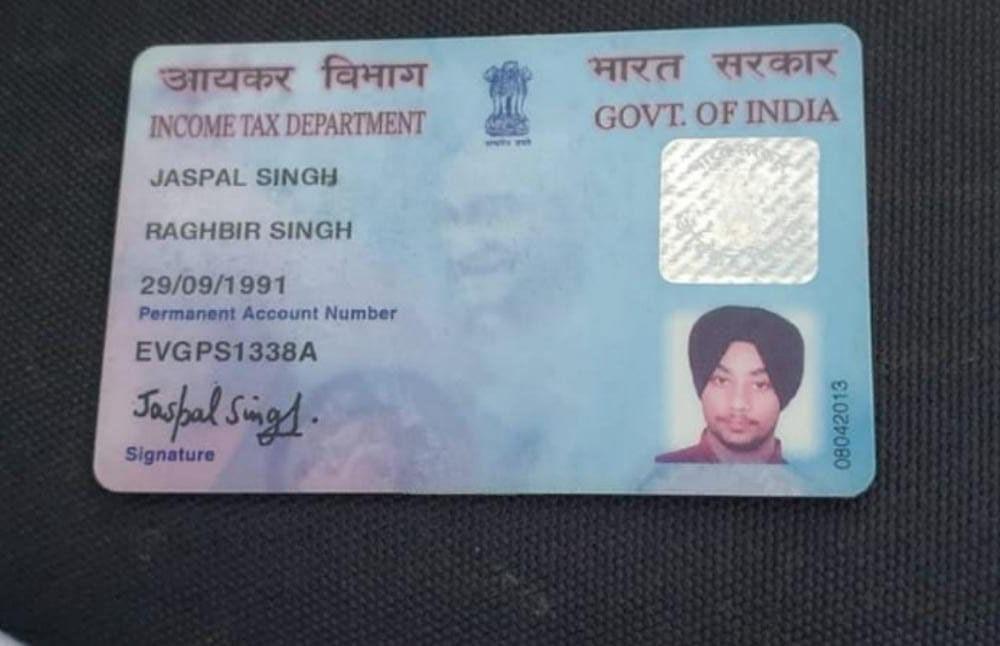 आयकर विभाग
INCOME TAX DEPARTMENT
भारत सरकार
GOVT. OF INDIA
सत्यमेव जयते
JASPAL SINGH
RAGHBIR SINGH
29/09/1991
Permanent Account Number
EVGPS1338A
Jaspal Singh.
Signature
08042013